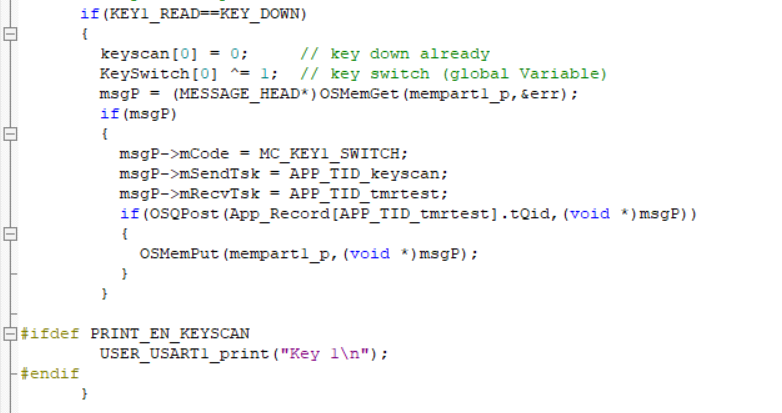 if(KEY1_READ==KEY_DOWN)
{
keyscan[0] = 0;     // key down already
KeySwitch[0] ^= 1;  // key switch (global Variable)
msgP = (MESSAGE_HEAD*)OSMemGet(mempart1_p,&err);
if(msgP)
{
msgP->mCode = MC_KEY1_SWITCH;
msgP->mSendTsk = APP_TID_keyscan;
msgP->mRecvTsk = APP_TID_tmrtest;
if(OSQPost(App_Record[APP_TID_tmrtest].tQid,(void *)msgP))
{
OSMemPut(mempart1_p,(void *)msgP);
}
}
#ifdef PRINT_EN_KEYSCAN
USER_USART1_print("Key 1\n");
#endif
}